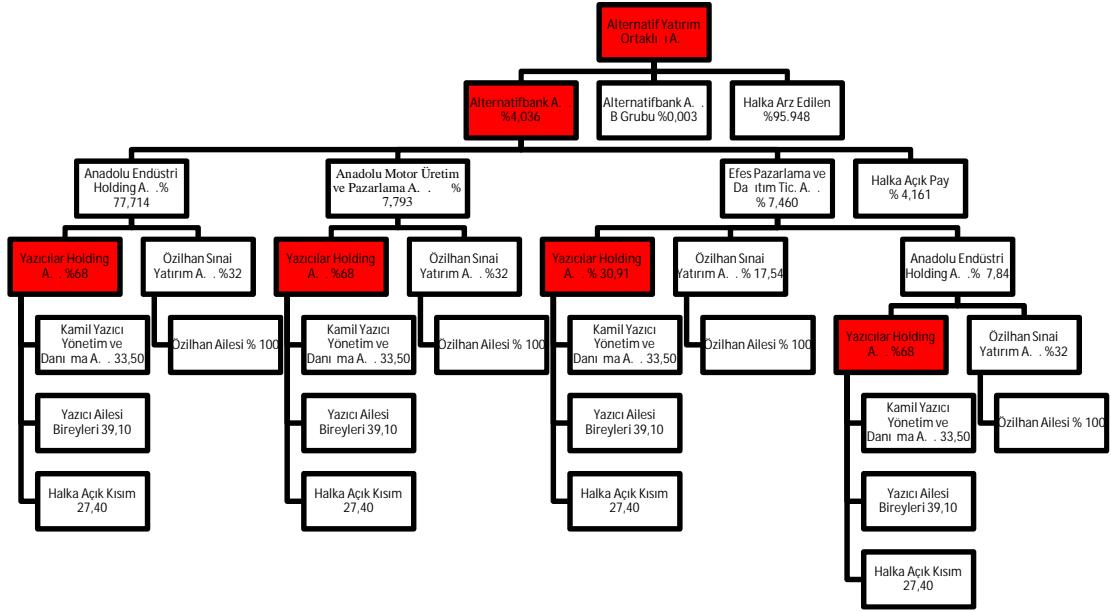 Alternatif Yatırım
Ortaklı ı A.
Alternatifbank A. .
%4,036
Alternatifbank A. .
B Grubu %0,003
Halka Arz Edilen
%95.948
Anadolu Endüstri
Holding A. .%
77,714
Anadolu Motor Üretim
ve Pazarlama A. . %
7,793
Efes Pazarlama ve
Da ıtım Tic. A. .
% 7,460
Halka Açık Pay
% 4,161
Yazıcılar Holding
A. . %68
Özilhan Sınai
Yatırım A. . %32
Yazıcılar Holding
A. . %68
Özilhan Sınai
Yatırım A. . %32
Yazıcılar Holding
A. . % 30,91
Özilhan Sınai
Yatırım A. . % 17,54
Anadolu Endüstri
Holding A. .% 7,84
Kamil Yazıcı
Yönetim ve
Danı ma A. . 33,50
Özilhan Ailesi % 100
Kamil Yazıcı
Yönetim ve
Danı ma A. . 33,50
Özilhan Ailesi % 100
Kamil Yazıcı
Yönetim ve
Danı ma A. . 33,50
Özilhan Ailesi % 100
Yazıcılar Holding
A. . %68
Özilhan Sınai
Yatırım A. . %32
Yazıcı Ailesi
Bireyleri 39,10
Yazıcı Ailesi
Bireyleri 39,10
Yazıcı Ailesi
Bireyleri 39,10
Kamil Yazıcı
Yönetim ve
Danı ma A. . 33,50
Özilhan Ailesi % 100
Halka Açık Kısım
27,40
Halka Açık Kısım
27,40
Halka Açık Kısım
27,40
Yazıcı Ailesi
Bireyleri 39,10
Halka Açık Kısım
27,40